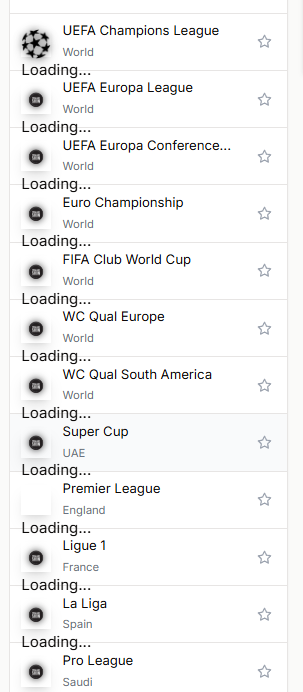 UEFA Champions League
World
Loading...
UEFA Europa League
World
Loading...
UEFA Europa Conference...
World
Loading...
Euro Championship
World
Loading...
FIFA Club World Cup
World
Loading...
WC Qual Europe
World
Loading...
WC Qual South America
World
Loading...
Super Cup
UAE
Loading...
Premier League
England
Loading...
Ligue 1
France
Loading...
La Liga
Spain
Loading...
Pro League
Saudi